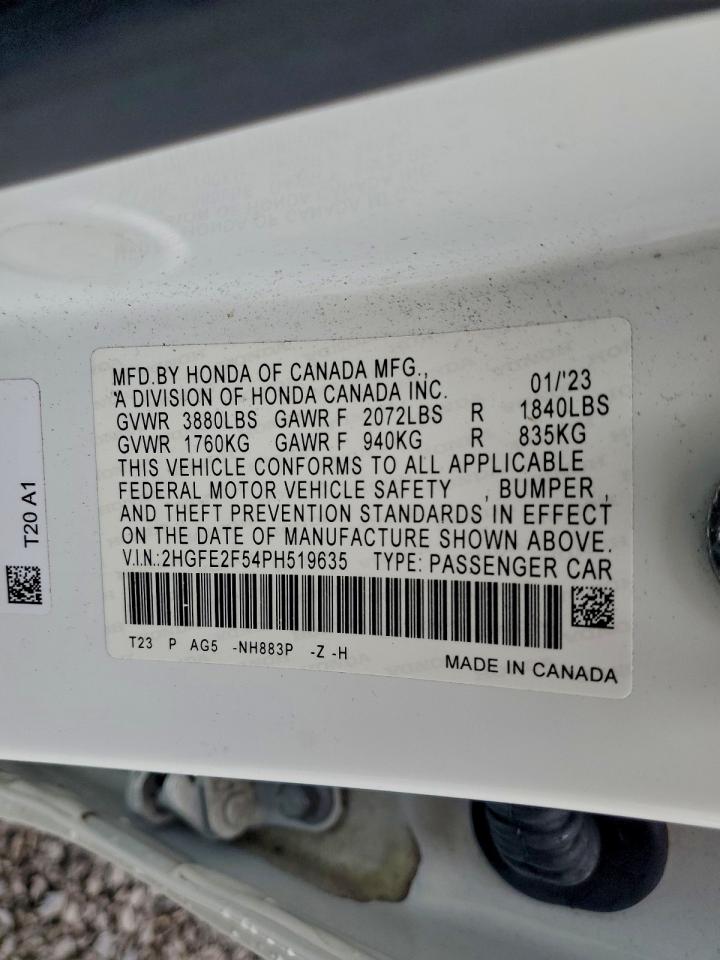 MFD.BY HONDA OF CANADA MFG.,
A DIVISION OF HONDA CANADA INC. 01/'23
GVWR 3880LBS GAWR F 2072LBS R 1840LBS
GVWR 1760KG GAWR F 940KG R 835KG
THIS VEHICLE CONFORMS TO ALL APPLICABLE
FEDERAL MOTOR VEHICLE SAFETY , BUMPER ,
AND THEFT PREVENTION STANDARDS IN EFFECT
ON THE DATE OF MANUFACTURE SHOWN ABOVE.
V.I.N.:2HGFE2F54PH519635 TYPE: PASSENGER CAR
T23 P AG5 -NH883P -Z -H
MADE IN CANADA
T20 A1